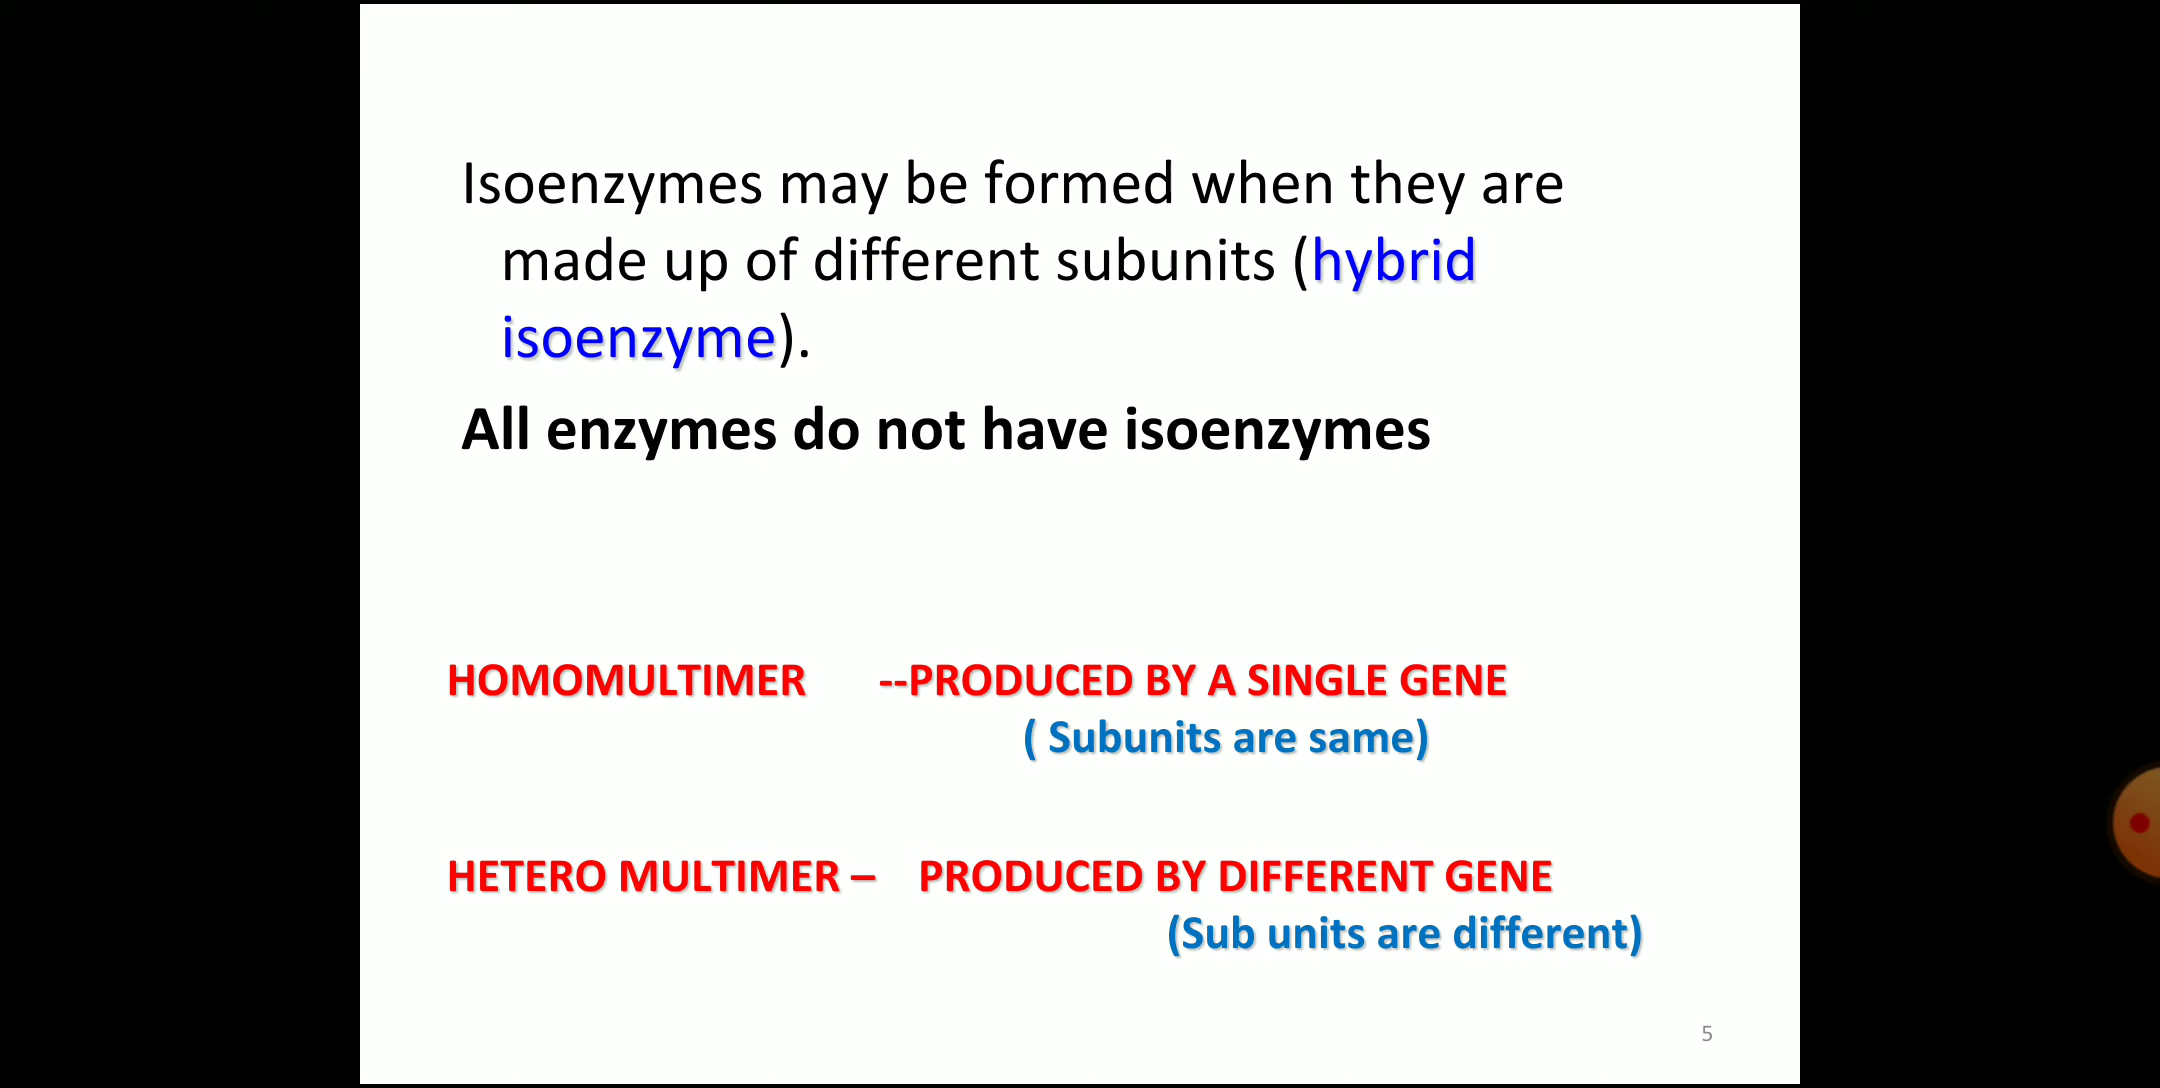 Isoenzymes may be formed when they are
made up of different subunits (hybrid
isoenzyme).
All enzymes do not have isoenzymes
HOMOMULTIMER --PRODUCED BY A SINGLE GENE
( Subunits are same)
HETERO MULTIMER – PRODUCED BY DIFFERENT GENE
(Sub units are different)
5